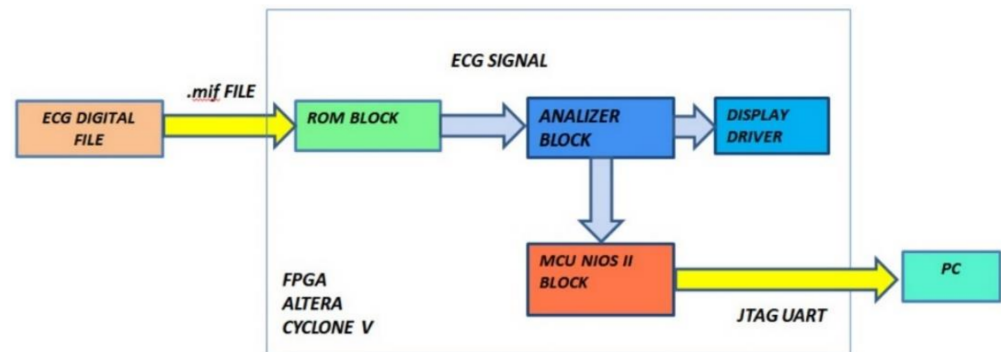 ECG SIGNAL
.mif FILE
ECG DIGITAL
FILE
ROM BLOCK
ANALIZER
BLOCK
DISPLAY
DRIVER
MCU NIOS II
BLOCK
PC
FPGA
ALTERA
CYCLONE V
JTAG UART